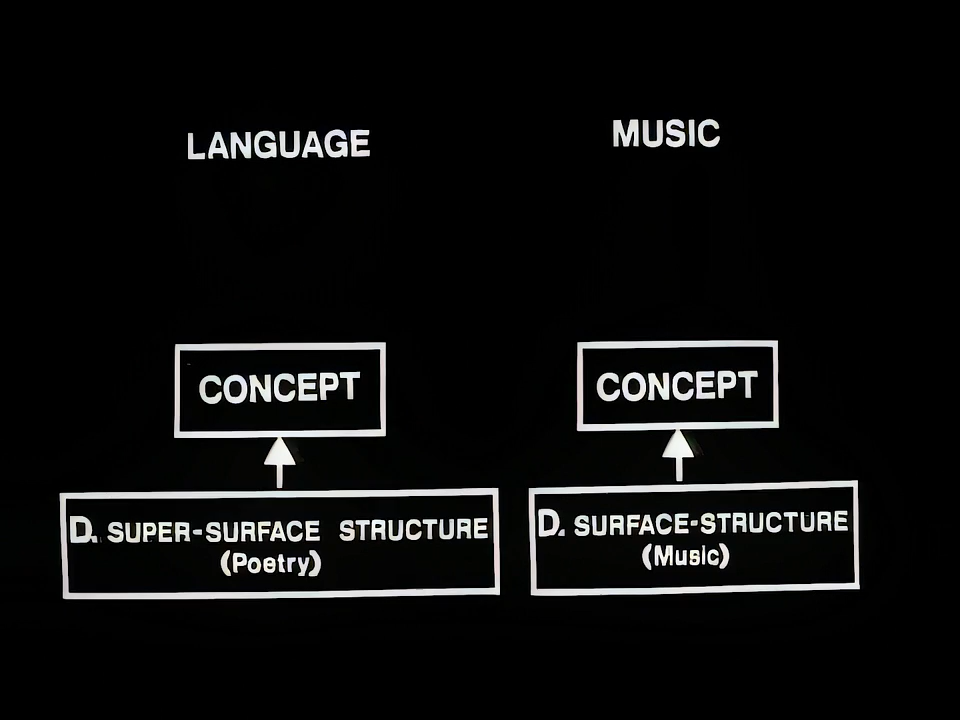 LANGUAGE
MUSIC
CONCEPT
CONCEPT
D. SUPER-SURFACE STRUCTURE
(Poetry)
D. SURFACE-STRUCTURE
(Music)